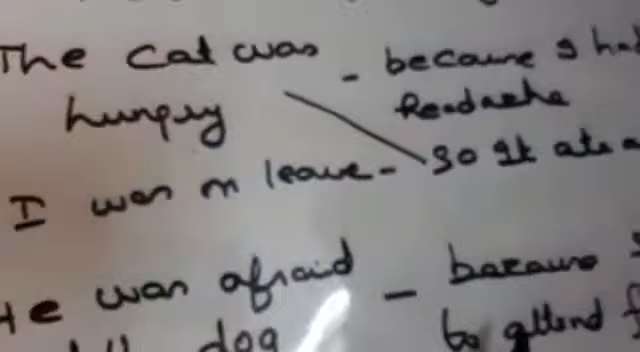 The cat was - because I had
hungry headache
I was on leave - So It ate a
He was afraid - because
dog to attend